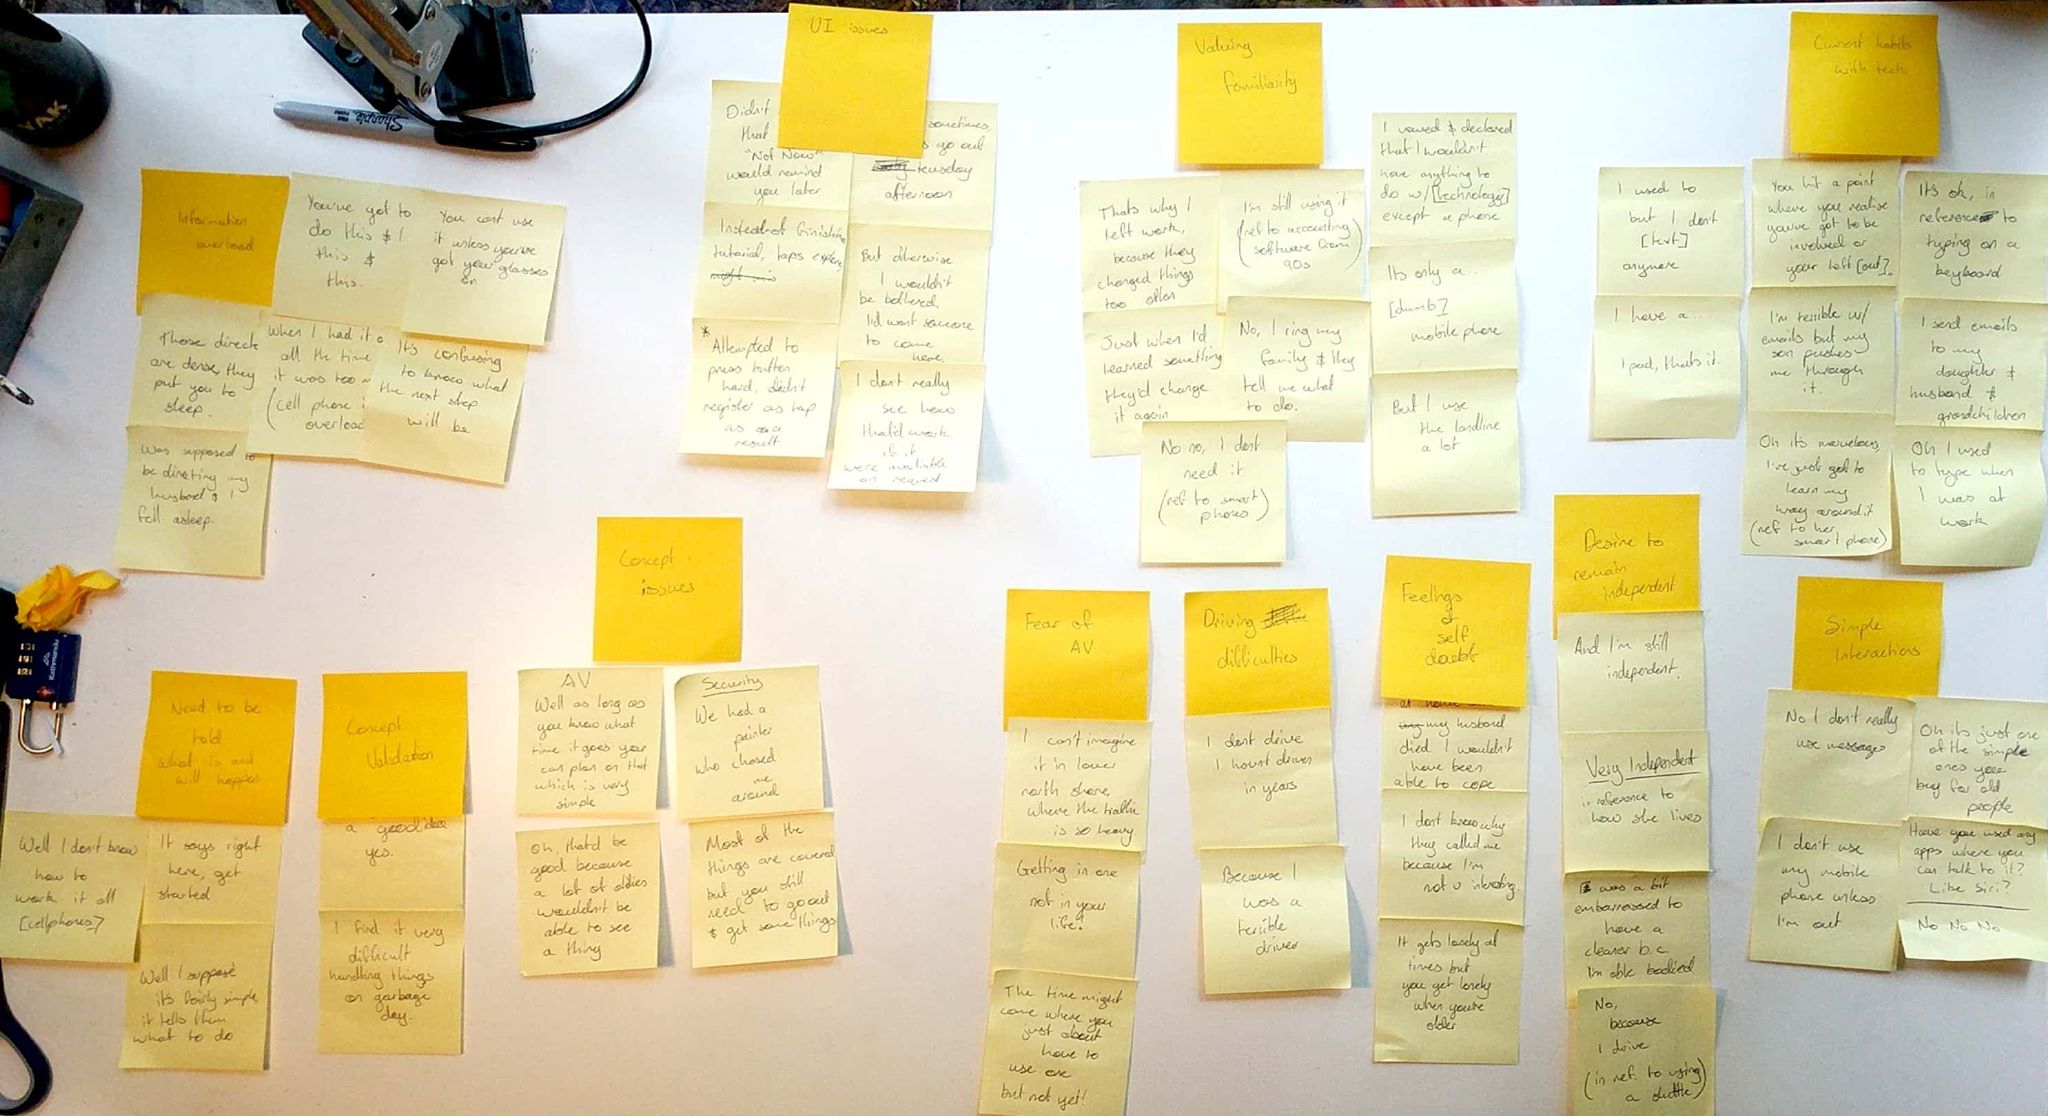 YAK
Sharpie
UI issues
Didn't
that
"Not Now"
would remind
you later
sometimes,
go out
tuesday
afternoon
Instead of finishing
tutorial, taps explore
But otherwise
I wouldn't
be bothered.
I'd want someone
to come
here.
* Attempted to
press button
hard, didn't
register as tap
as a
result
I don't really
see how
that'd work
if it
were available
on request
Valuing
familiarity
Thats why I
left work,
because they
changed things
too often
I'm still using it
(ref to accounting
software from
90s)
Just when I'd
learned something
they'd change
it again
No, I ring my
family & they
tell me what
to do.
No no, I dont
need it.
(ref to smart
phones)
I vowed & declared
that I wouldn't
have anything to
do w/ [technology]
except a phone
Its only a...
[dumb]
mobile phone
But I use
the landline
a lot
Current habits
with tech
I used to
but I don't
[text]
anymore
I have a...
I pad, thats it.
You hit a point
where you realise
you've got to be
involved or
your left [out].
I'm terrible w/
emails but my
son pushes
me through
it.
Oh its marvelous,
I've just got to
learn my
way around it
(ref to her
smart phone)
It's oh, in
reference to
typing on a
keyboard
I send emails
to my
daughter &
husband &
grandchildren
Oh I used
to type when
I was at
work
Information
overload
You've got to
do this &
this &
this.
You cant use
it unless you've
got your glasses
on
Those
are dense, they
put you to
sleep.
When I had it
all the time
it was too
(cell phone
It's confusing
to know what
the next step
will be
Was supposed to
be directing my
husband & I
fell asleep.
Concept
issues
AV
Well as long as
you know what
time it goes you
can plan on that
which is very
simple
Security
We had a
painter
who chased
me
around
Oh, thatd be
good because
a lot of oldies
wouldn't be
able to see
a thing
Most of the
things are covered
but you still
need to go out
& get some things
Need to be
told
what is and
will happen
Well I don't know
how to
work it all
[cellphones]
It says right
here, get
started
Well I suppose
it's fairly simple
it tells them
what to do
Concept
Validation
a good idea
yes.
I find it very
difficult
handling things
on garbage
day.
Fear of
AV
I can't imagine
it in lower
north shore
where the traffic
is so heavy.
Getting in one
not in your
life!
The time might
come where you
just about
have to
use one
but not yet!
Driving
difficulties
I dont drive
I havnt driven
in years
Because I
was a
terrible
driver
Feelings
of
self
doubt
my husband
died I wouldn't
have been
able to cope
I don't know why
they called me
because I'm
not interesting
It gets lonely at
times but
you get lonely
when you're
older
Desire to
remain
independent
And I'm still
independent.
Very Independent
in reference to
how she lives
I was a bit
embarrassed to
have a
cleaner b.c.
I'm able bodied
No,
because
I drive
(in ref. to using
a shuttle)
Simple
Interactions
No I don't really
use messages
Oh its just one
of the simple
ones you
buy for old
people
I don't use
my mobile
phone unless
I'm out
Have you used any
apps where you
can talk to it?
Like Siri?
No No No